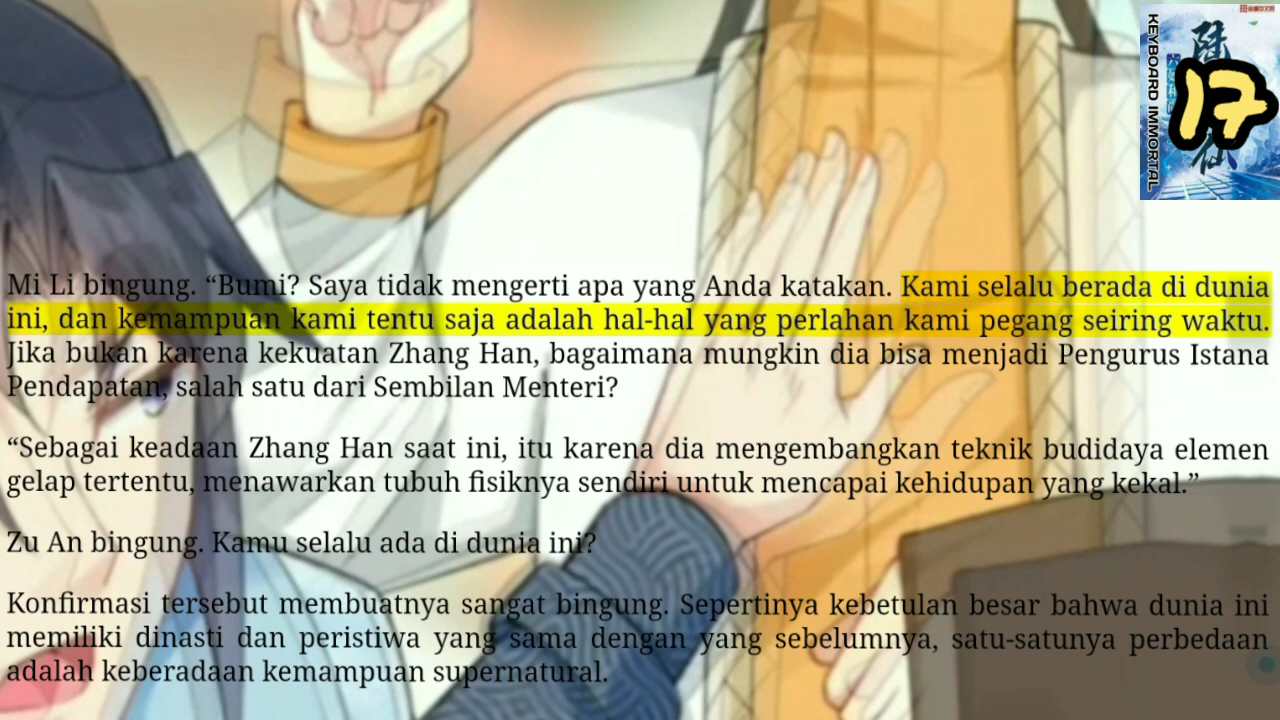 陆
仙
KEYBOARD IMMORTAL
17
Mi Li bingung. “Bumi? Saya tidak mengerti apa yang Anda katakan. Kami selalu berada di dunia
ini, dan kemampuan kami tentu saja adalah hal-hal yang perlahan kami pegang seiring waktu.
Jika bukan karena kekuatan Zhang Han, bagaimana mungkin dia bisa menjadi Pengurus Istana
Pendapatan, salah satu dari Sembilan Menteri?
“Sebagai keadaan Zhang Han saat ini, itu karena dia mengembangkan teknik budidaya elemen
gelap tertentu, menawarkan tubuh fisiknya sendiri untuk mencapai kehidupan yang kekal.”
Zu An bingung. Kamu selalu ada di dunia ini?
Konfirmasi tersebut membuatnya sangat bingung. Sepertinya kebetulan besar bahwa dunia ini
memiliki dinasti dan peristiwa yang sama dengan yang sebelumnya, satu-satunya perbedaan
adalah keberadaan kemampuan supernatural.